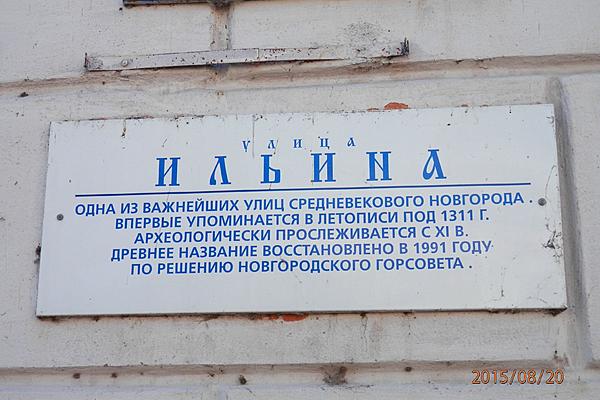 улица
ИЛЬИНА
ОДНА ИЗ ВАЖНЕЙШИХ УЛИЦ СРЕДНЕВЕКОВОГО НОВГОРОДА .
ВПЕРВЫЕ УПОМИНАЕТСЯ В ЛЕТОПИСИ ПОД 1311 Г.
АРХЕОЛОГИЧЕСКИ ПРОСЛЕЖИВАЕТСЯ С XI В.
ДРЕВНЕЕ НАЗВАНИЕ ВОССТАНОВЛЕНО В 1991 ГОДУ
ПО РЕШЕНИЮ НОВГОРОДСКОГО ГОРСОВЕТА .
2015/08/20